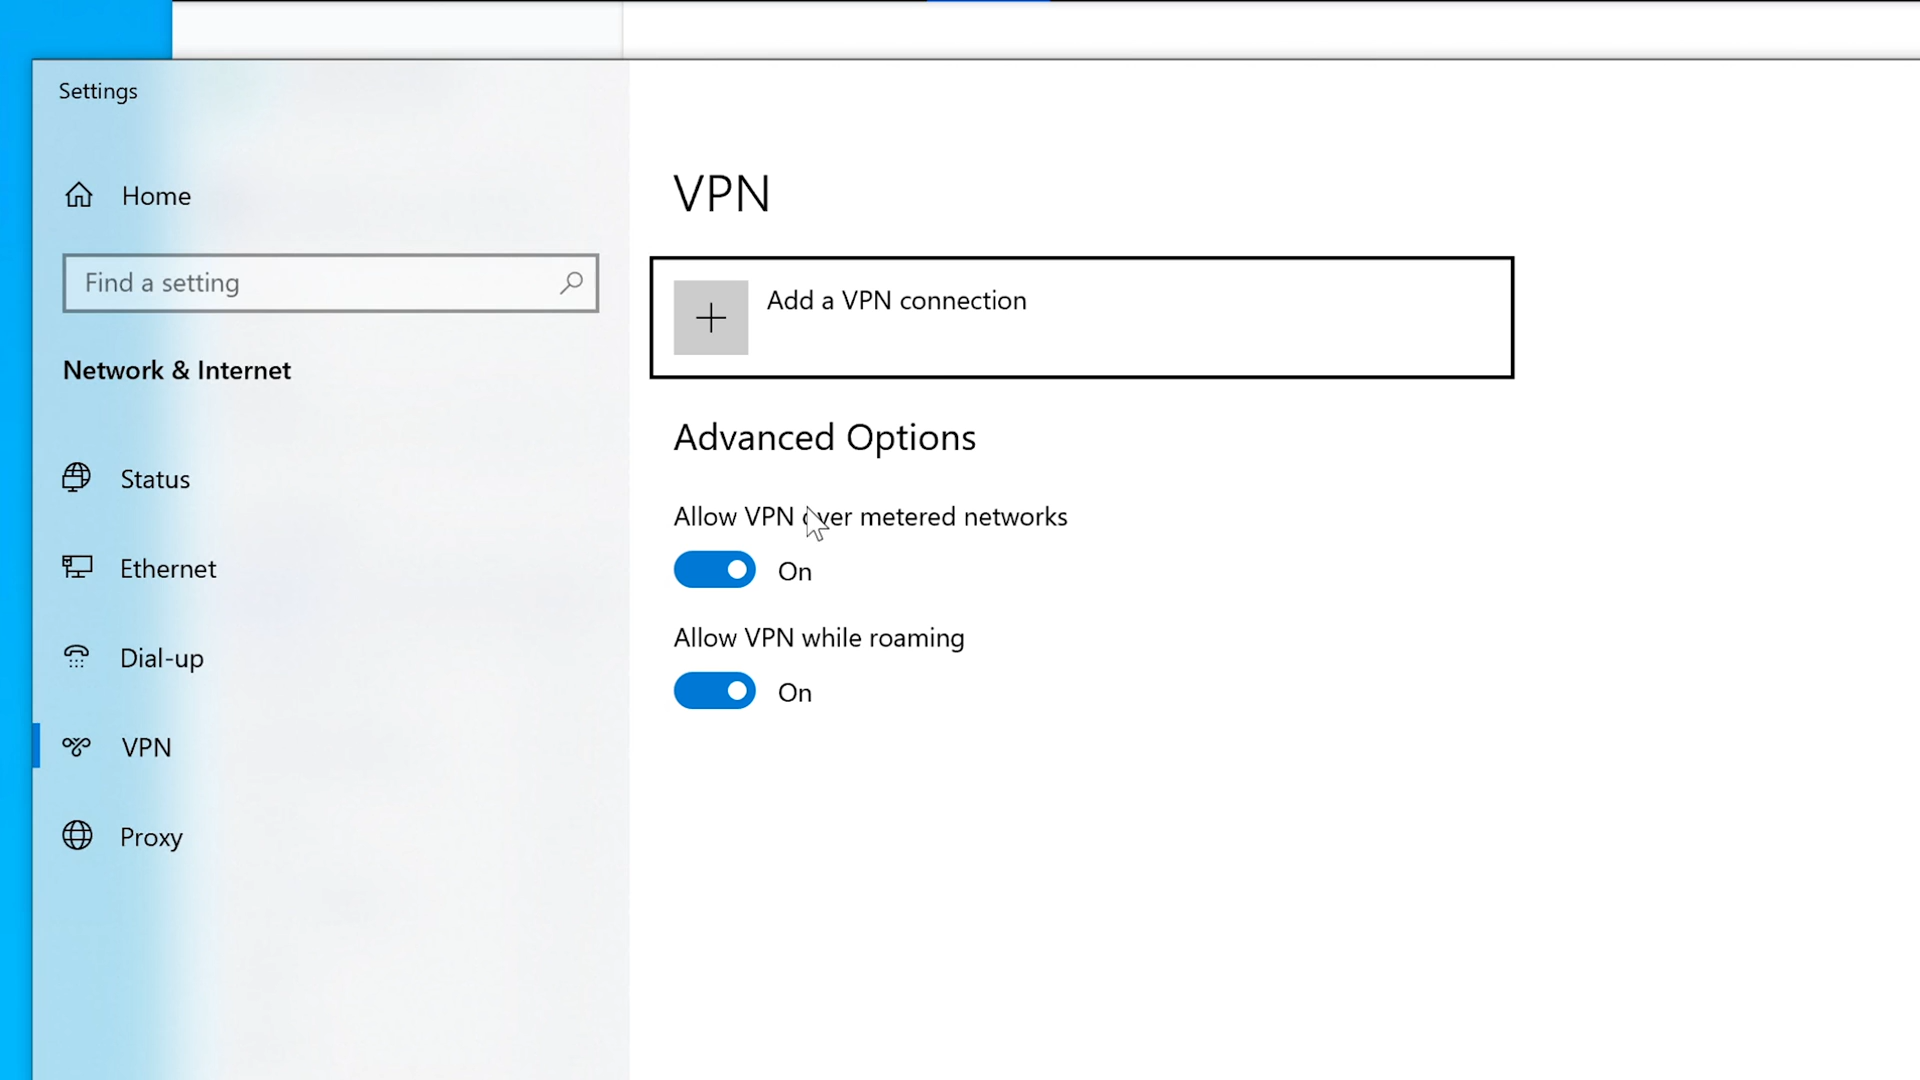 Settings
Home
Find a setting
Network & Internet
Status
Ethernet
Dial-up
VPN
Proxy
VPN
Add a VPN connection
Advanced Options
Allow VPN over metered networks
On
Allow VPN while roaming
On